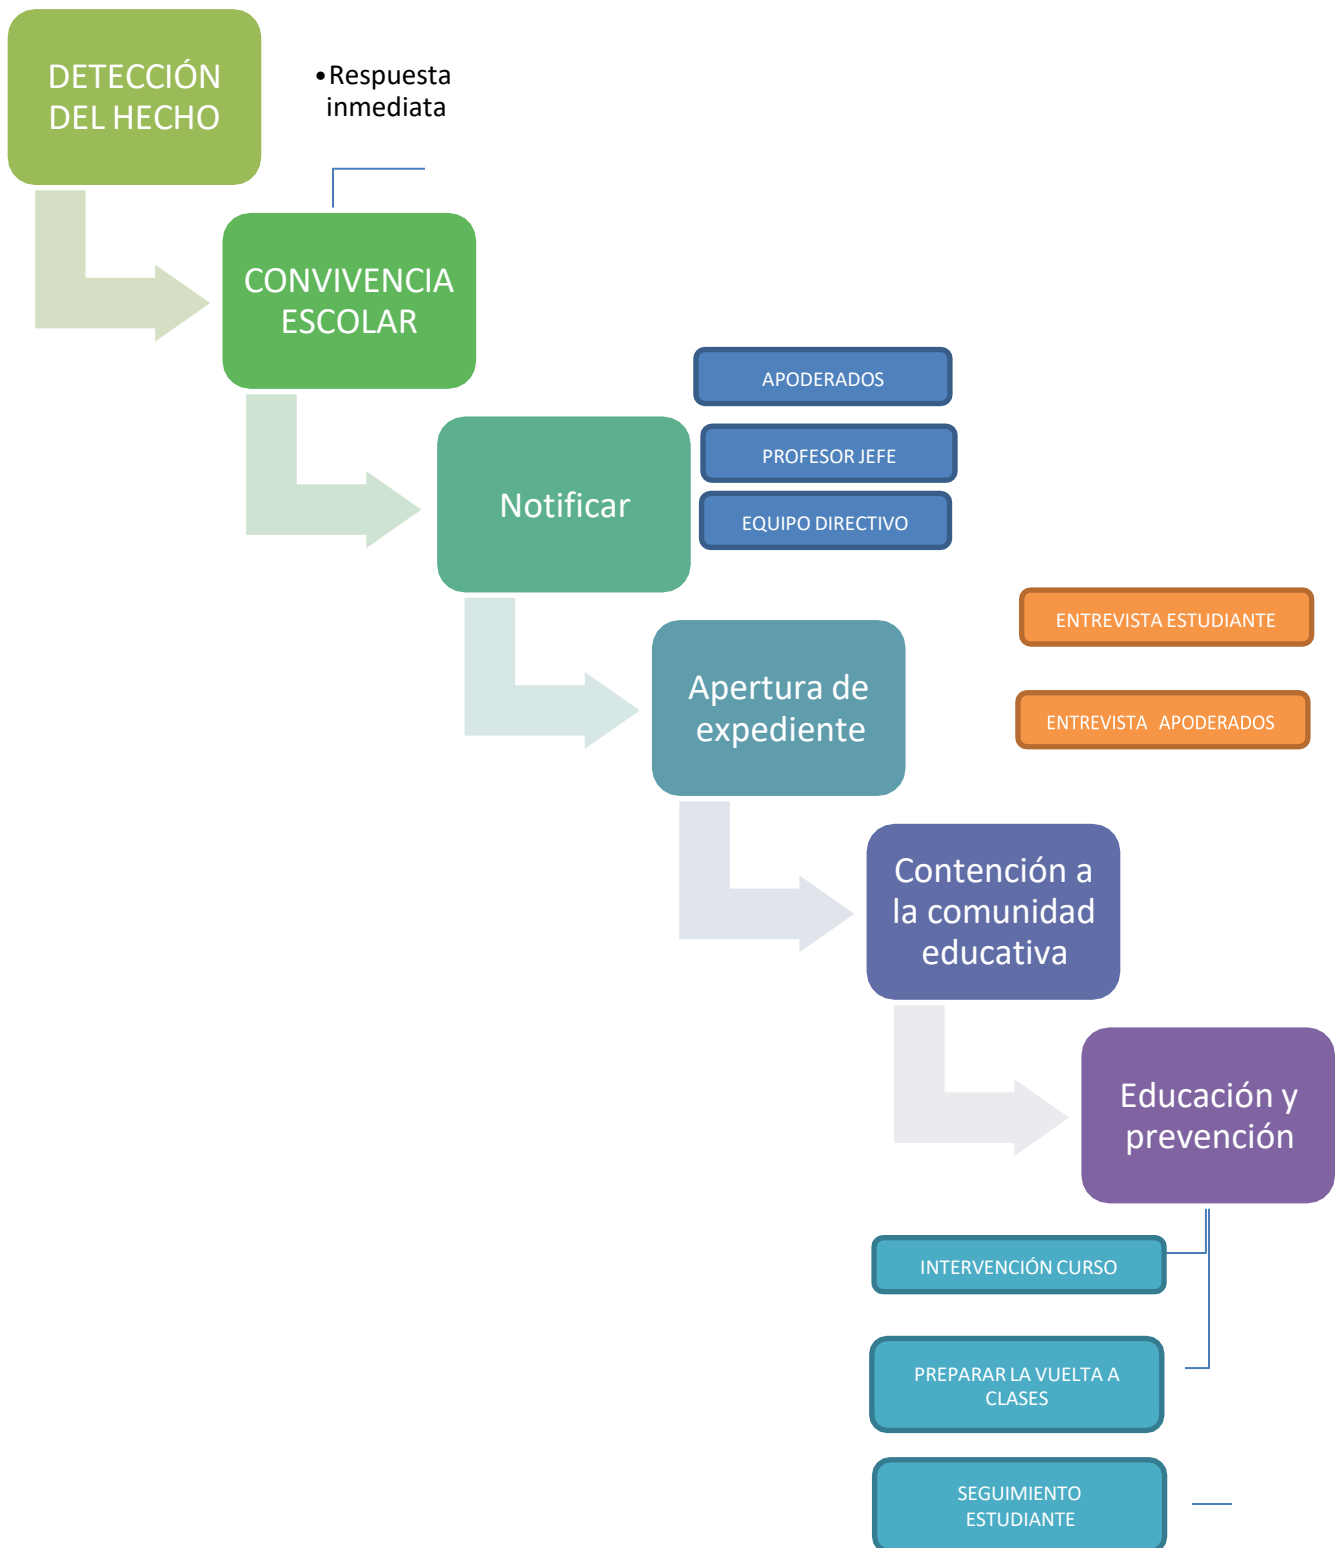 DETECCIÓN
DEL HECHO
•Respuesta
inmediata
CONVIVENCIA
ESCOLAR
APODERADOS
PROFESOR JEFE
EQUIPO DIRECTIVO
Notificar
ENTREVISTA ESTUDIANTE
ENTREVISTA APODERADOS
Apertura de
expediente
Contención a
la comunidad
educativa
Educación y
prevención
INTERVENCIÓN CURSO
PREPARAR LA VUELTA A
CLASES
SEGUIMIENTO
ESTUDIANTE